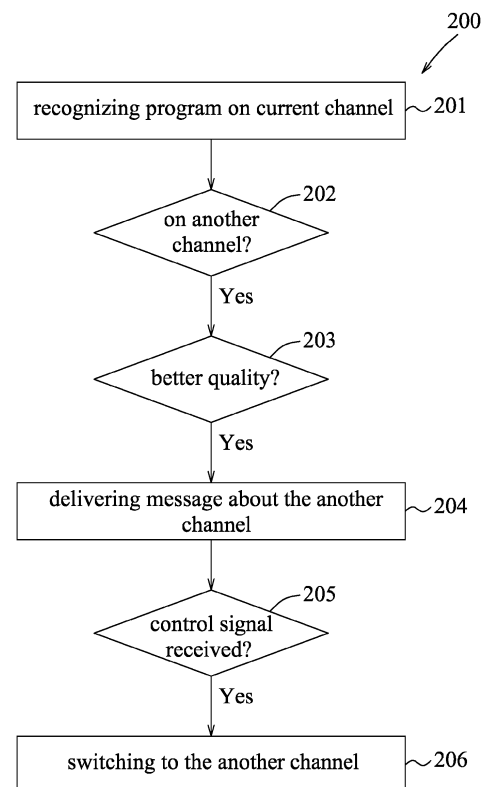 200
recognizing program on current channel
201
202
on another
channel?
Yes
203
better quality?
Yes
delivering message about the another
channel
204
205
control signal
received?
Yes
switching to the another channel
206